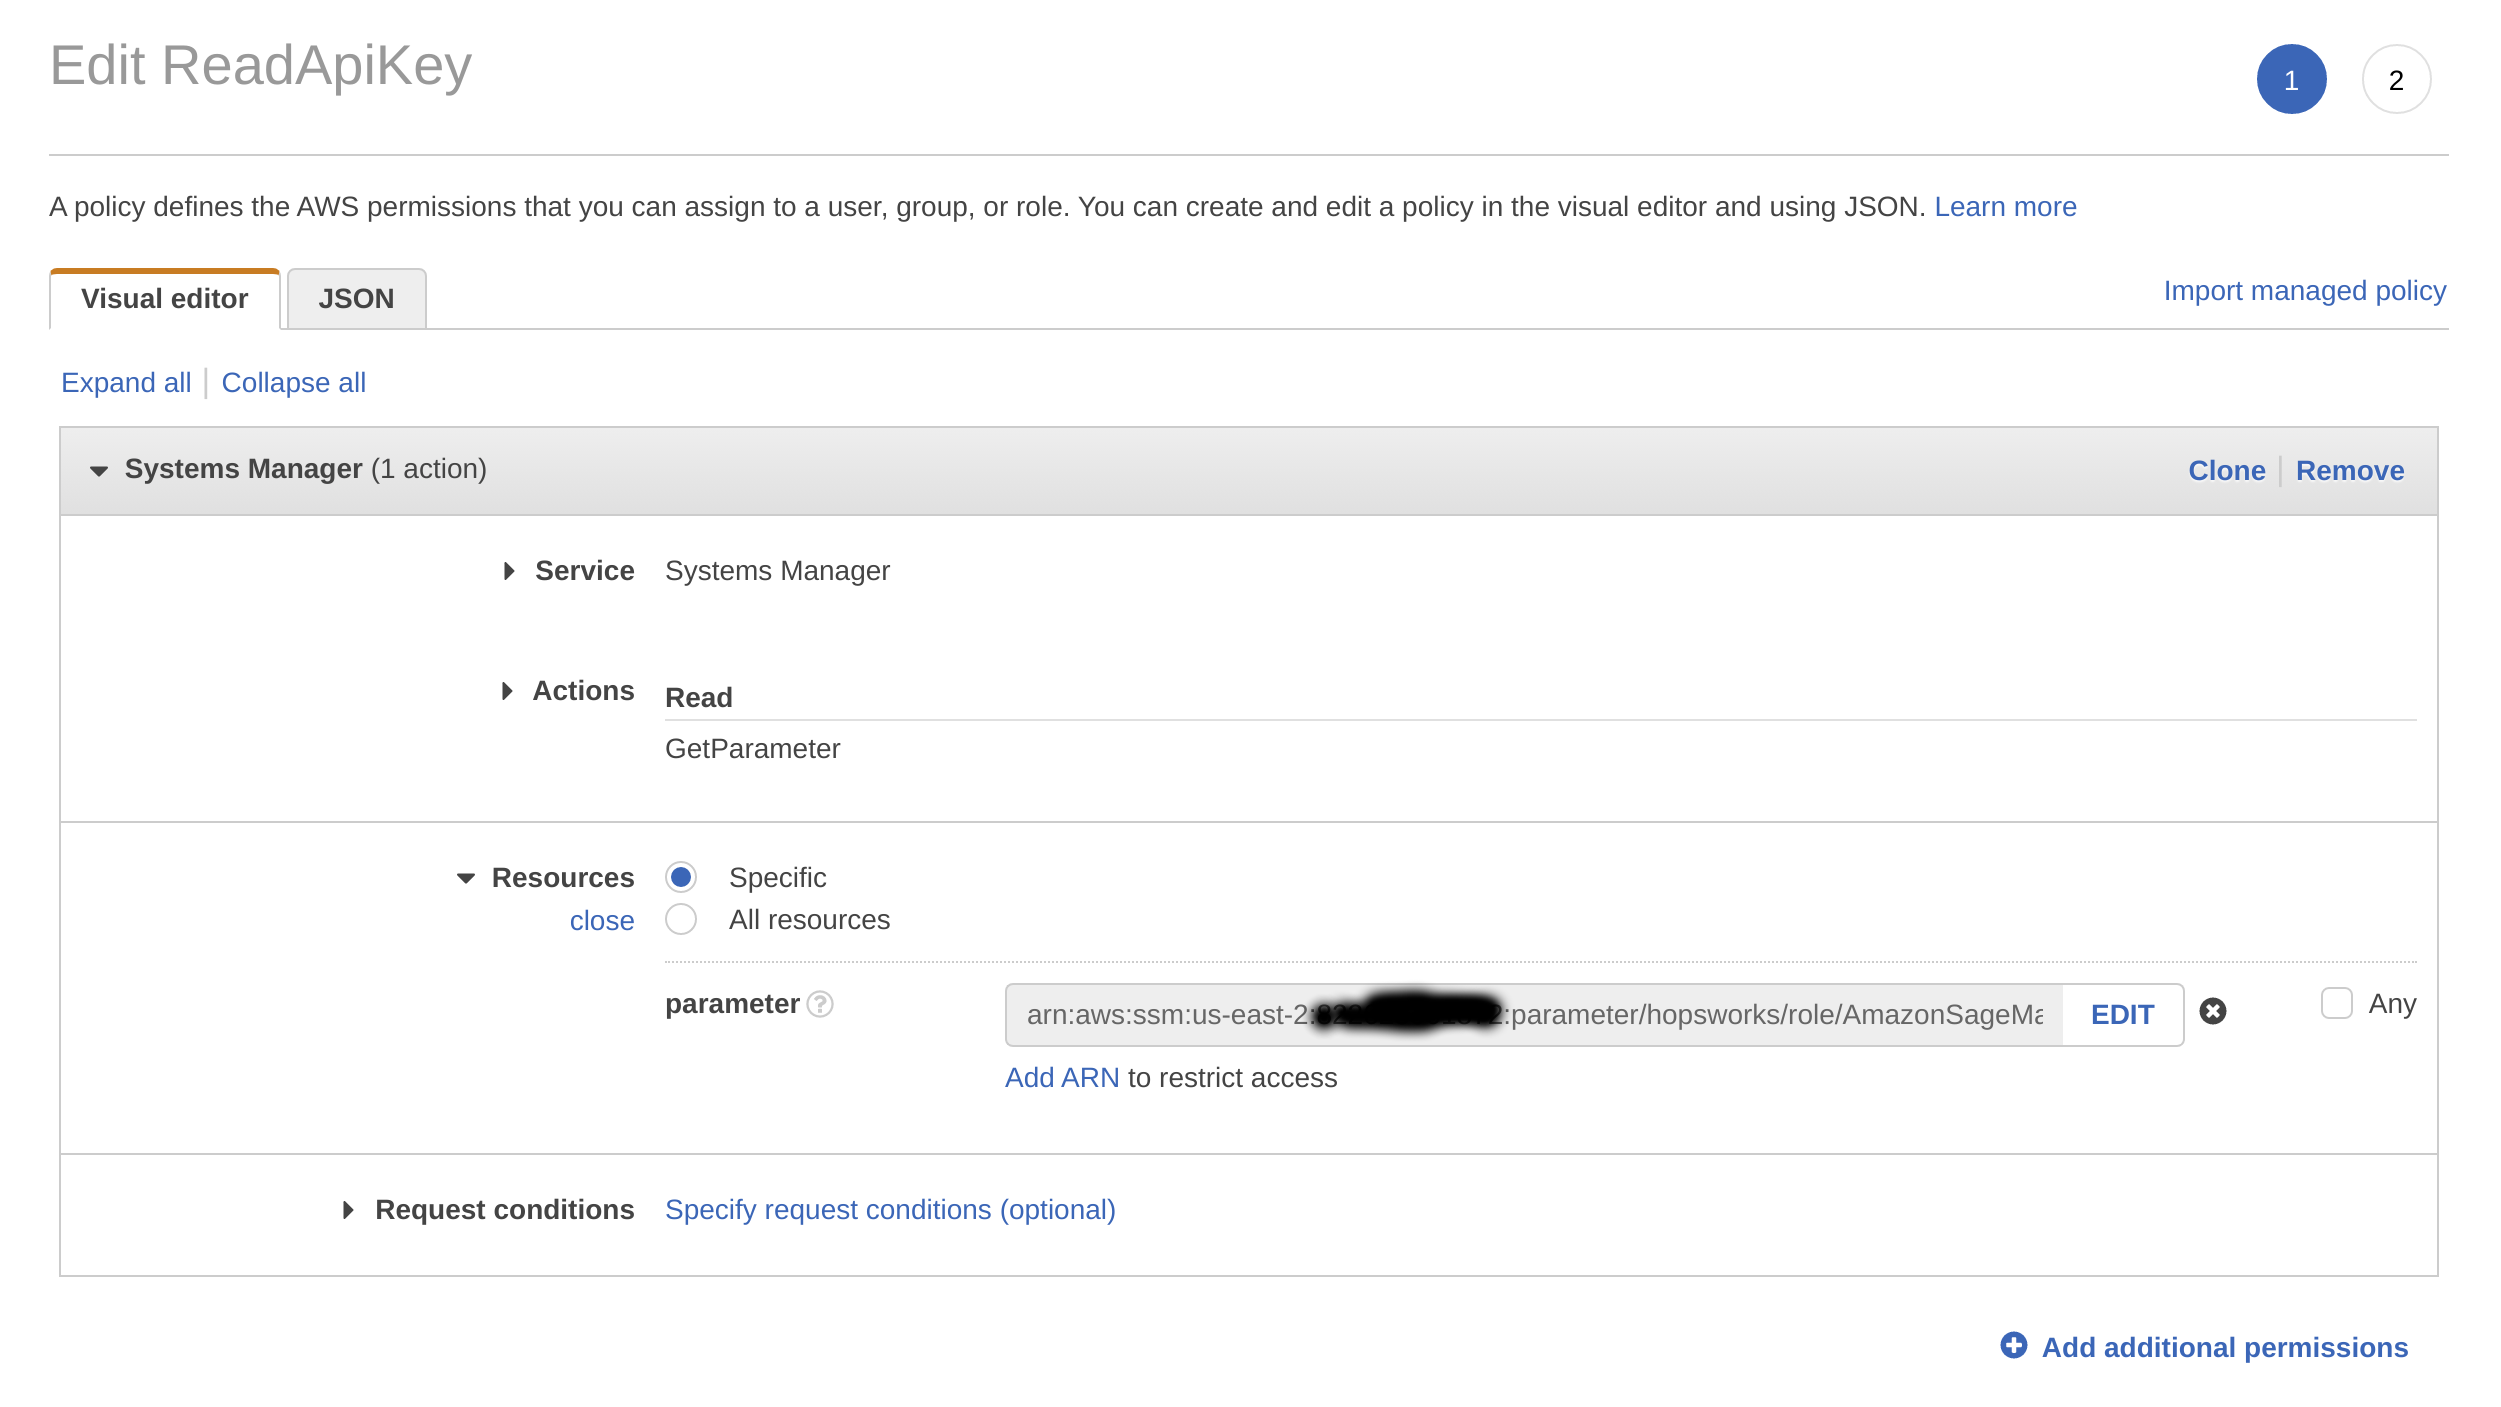 Edit ReadApiKey
1 2
A policy defines the AWS permissions that you can assign to a user, group, or role. You can create and edit a policy in the visual editor and using JSON. Learn more
Visual editor JSON Import managed policy
Expand all Collapse all
Systems Manager (1 action) Clone Remove
Service Systems Manager
Actions Read
GetParameter
Resources Specific
close All resources
parameter arn:aws:ssm:us-east-2: :parameter/hopsworks/role/AmazonSageMa EDIT Any
Add ARN to restrict access
Request conditions Specify request conditions (optional)
Add additional permissions